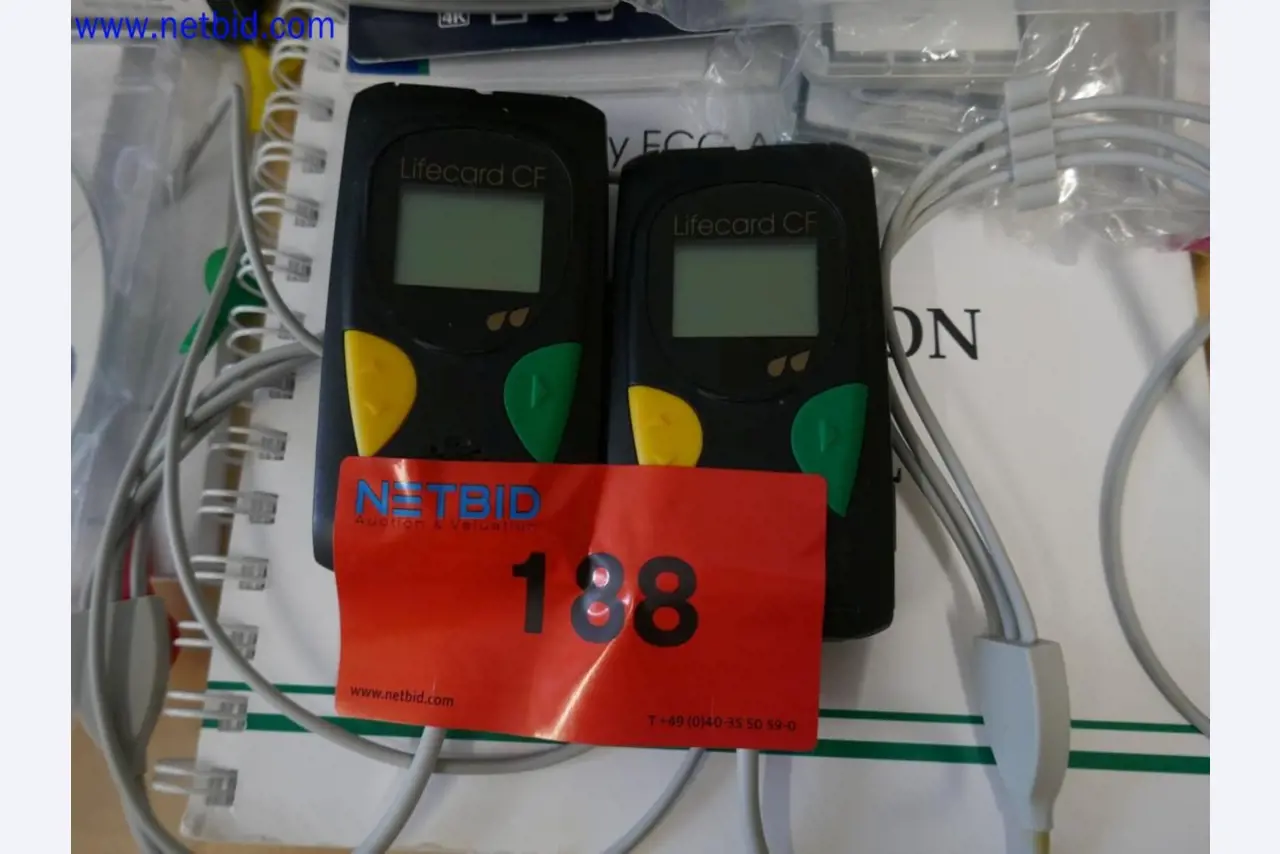 www.netbid.com
4K
y ECG A
Lifecard CF
Lifecard CF
ON
NETBID
Auction & Valuation
188
www.netbid.com
T +49 (0)40-35 50 59-0